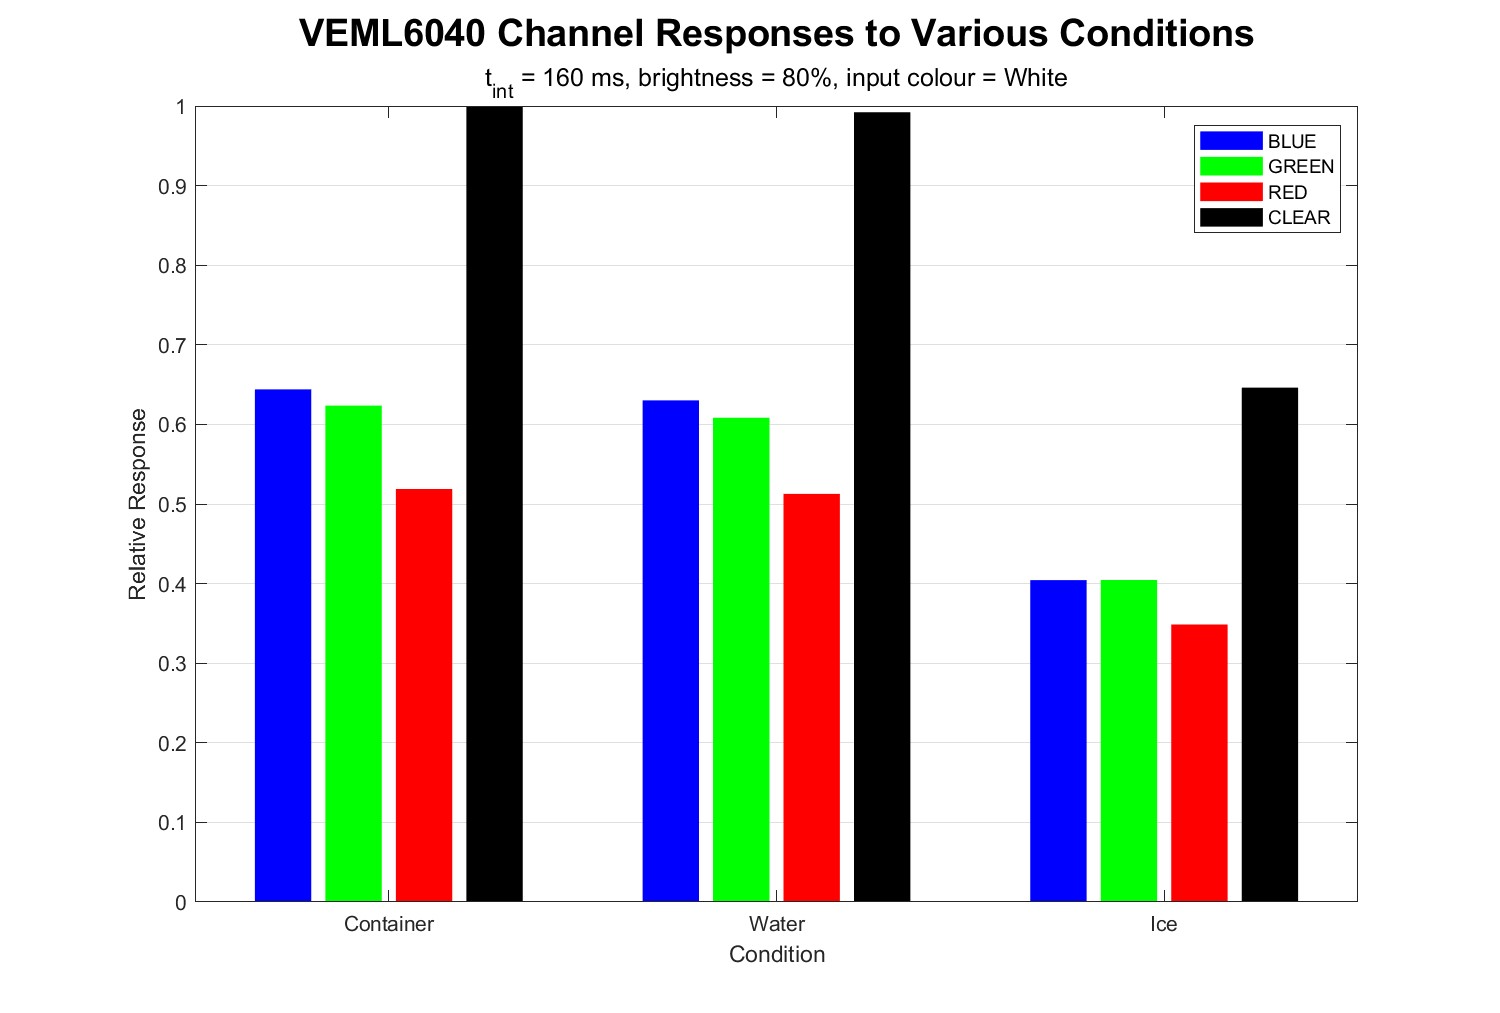 VEML6040 Channel Responses to Various Conditions
t_int = 160 ms, brightness = 80%, input colour = White
1
0.9
0.8
0.7
0.6
0.5
0.4
0.3
0.2
0.1
0
Relative Response
BLUE
GREEN
RED
CLEAR
Container
Water
Ice
Condition